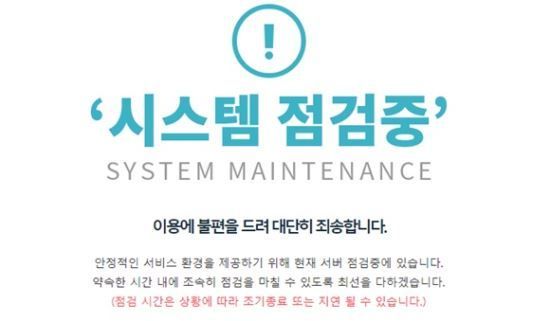 !
‘시스템 점검중’
SYSTEM MAINTENANCE
이용에 불편을 드려 대단히 죄송합니다.
안정적인 서비스 환경을 제공하기 위해 현재 서버 점검중에 있습니다.
약속한 시간 내에 조속히 점검을 마칠 수 있도록 최선을 다하겠습니다.
(점검 시간은 상황에 따라 조기종료 또는 지연 될 수 있습니다.)